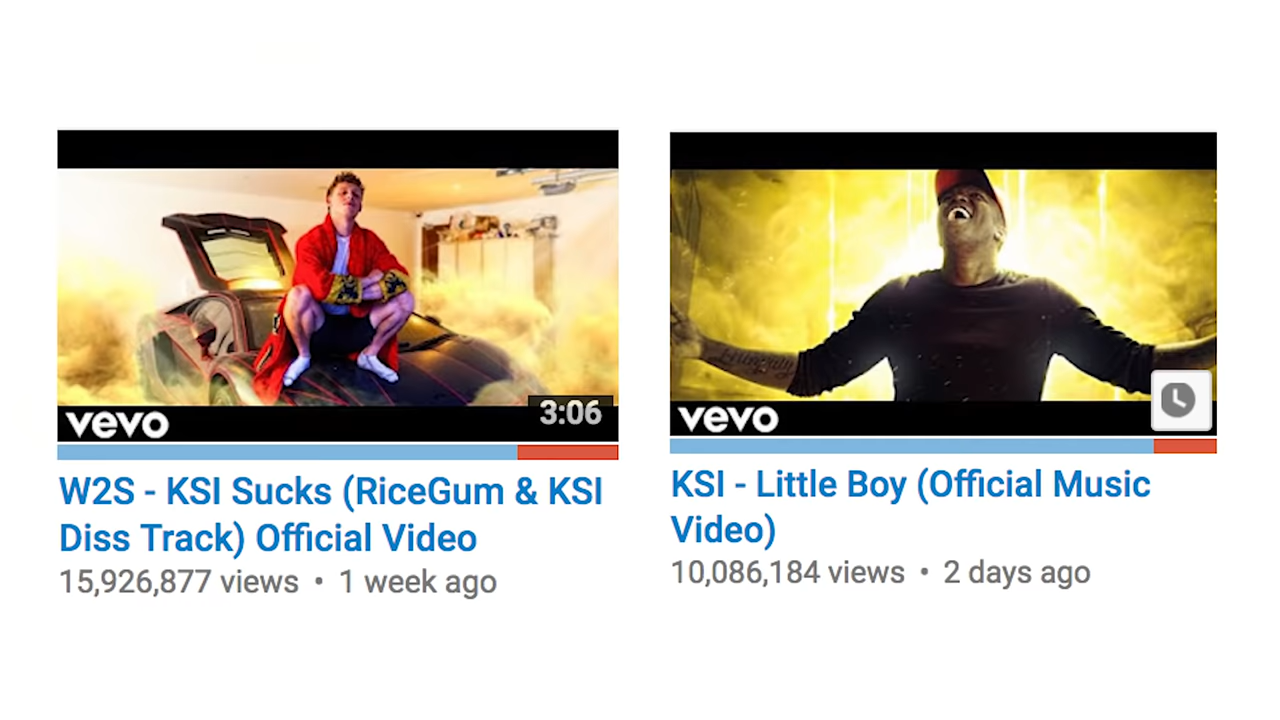 vevo
3:06
W2S - KSI Sucks (RiceGum & KSI
Diss Track) Official Video
15,926,877 views • 1 week ago
vevo
KSI - Little Boy (Official Music
Video)
10,086,184 views • 2 days ago